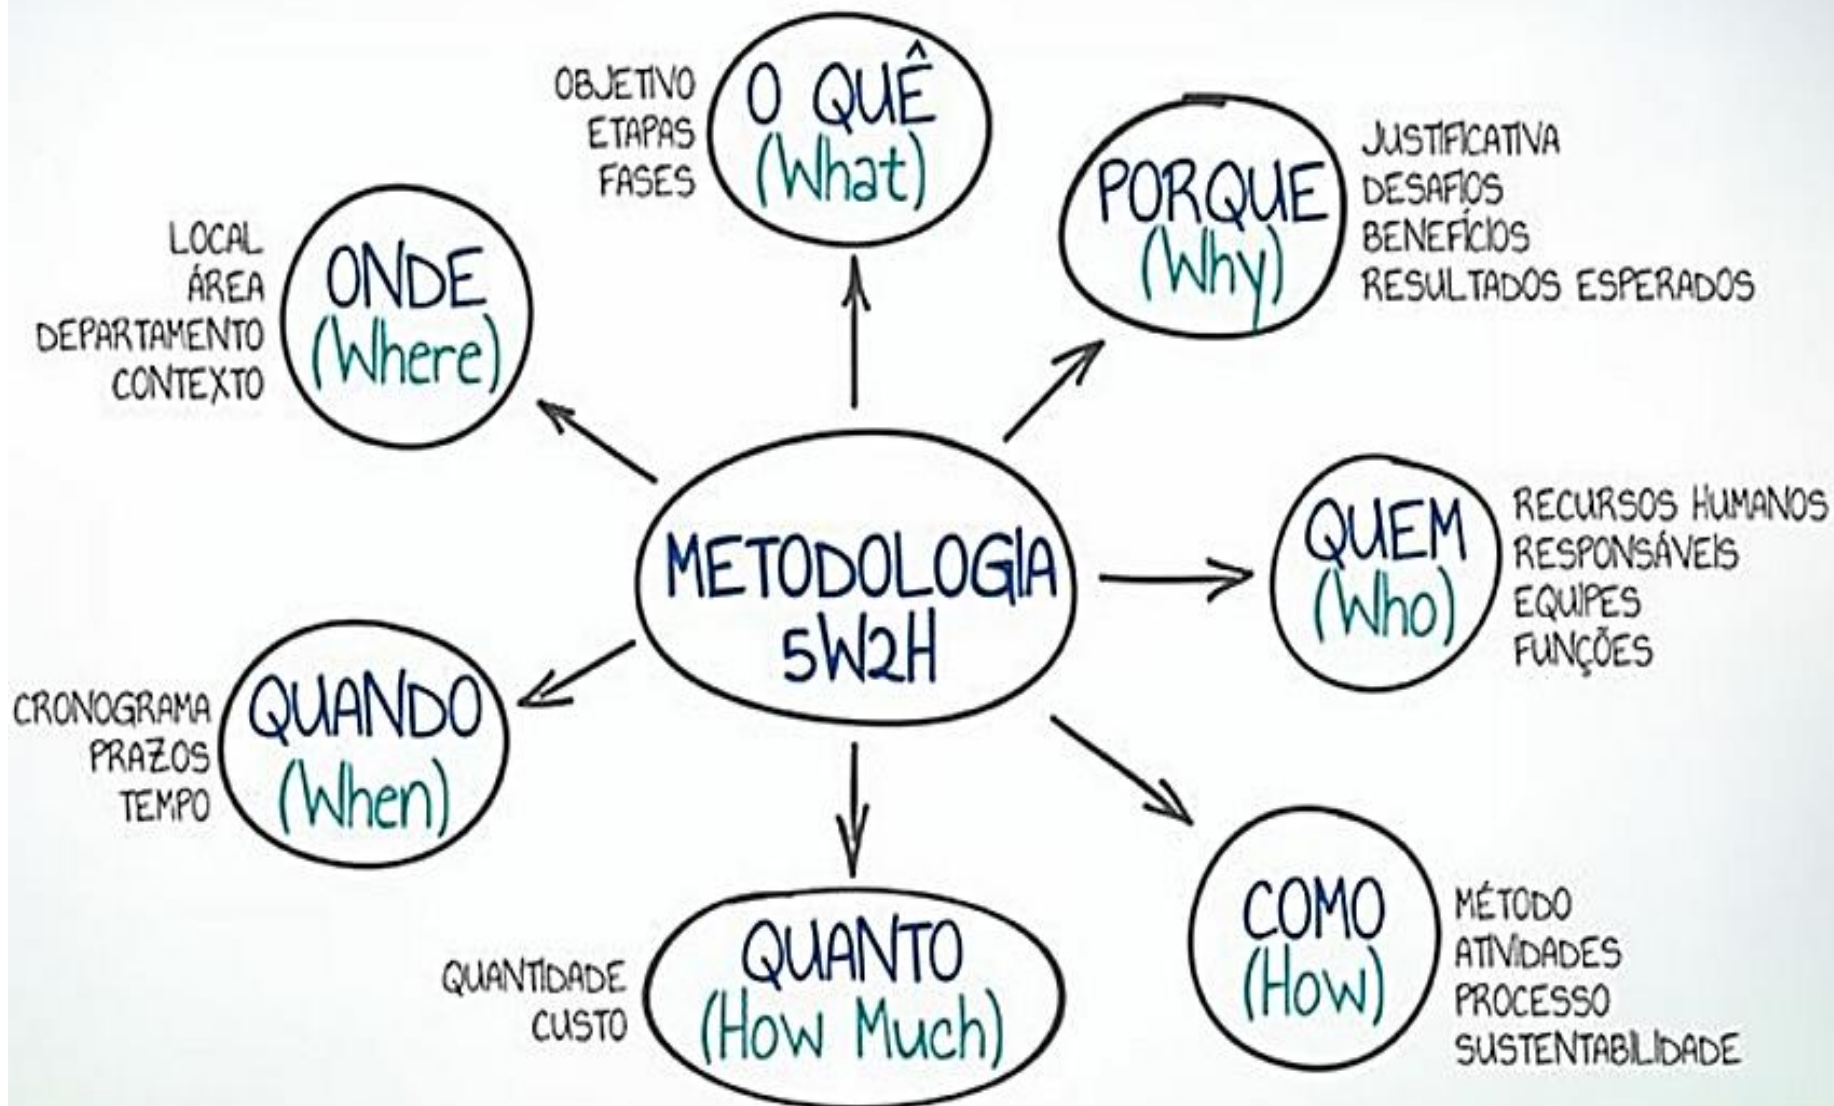 OBJETIVO
ETAPAS
FASES
O QUÊ
(What)
PORQUE
(Why)
JUSTIFICATIVA
DESAFIOS
BENEFÍCIOS
RESULTADOS ESPERADOS
LOCAL
ÁREA
DEPARTAMENTO
CONTEXTO
ONDE
(Where)
METODOLOGIA
5W2H
QUEM
(Who)
RECURSOS HUMANOS
RESPONSÁVEIS
EQUIPES
FUNÇÕES
CRONOGRAMA
PRAZOS
TEMPO
QUANDO
(When)
QUANTIDADE
CUSTO
QUANTO
(How Much)
COMO
(How)
MÉTODO
ATIVIDADES
PROCESSO
SUSTENTABILIDADE